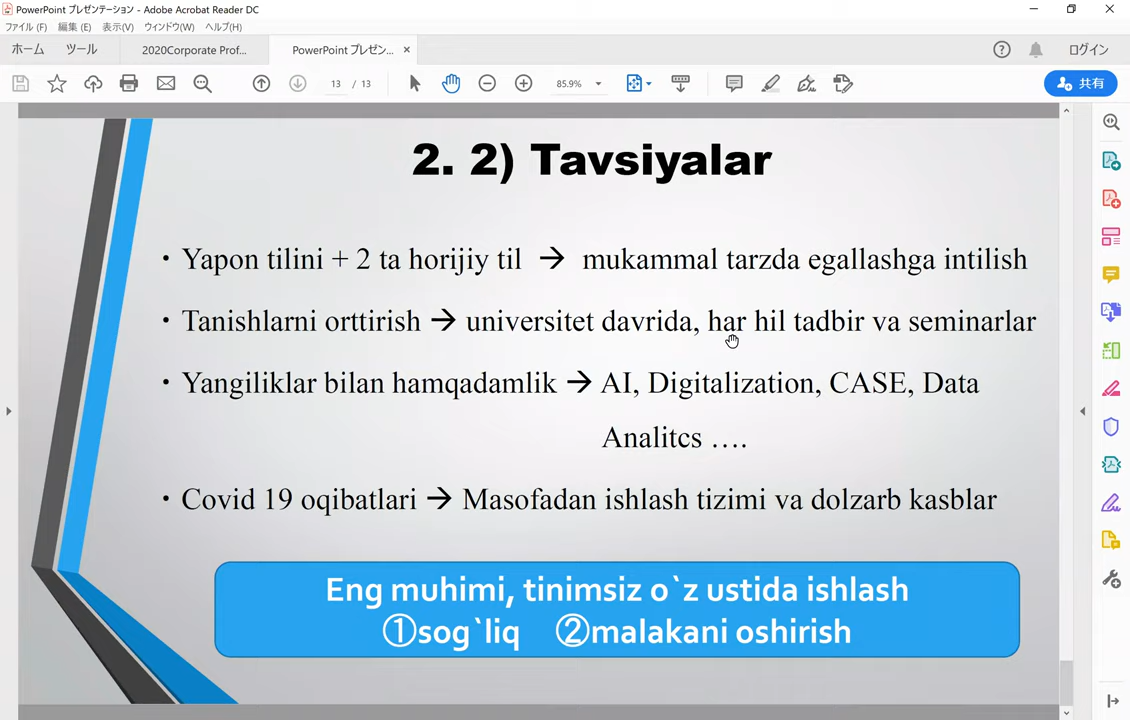 PowerPoint プレゼンテーション - Adobe Acrobat Reader DC
ファイル(F) 編集(E) 表示(V) ウィンドウ(W) ヘルプ(H)
ホーム ツール 2020Corporate Prof... PowerPoint プレゼン... × ログイン
13 / 13 85.9% 共有
2. 2) Tavsiyalar
• Yapon tilini + 2 ta horijiy til → mukammal tarzda egallashga intilish
• Tanishlarni orttirish → universitet davrida, har hil tadbir va seminarlar
• Yangiliklar bilan hamqadamlik → AI, Digitalization, CASE, Data
Analitcs ….
• Covid 19 oqibatlari → Masofadan ishlash tizimi va dolzarb kasblar
Eng muhimi, tinimsiz o`z ustida ishlash
①sog`liq ②malakani oshirish